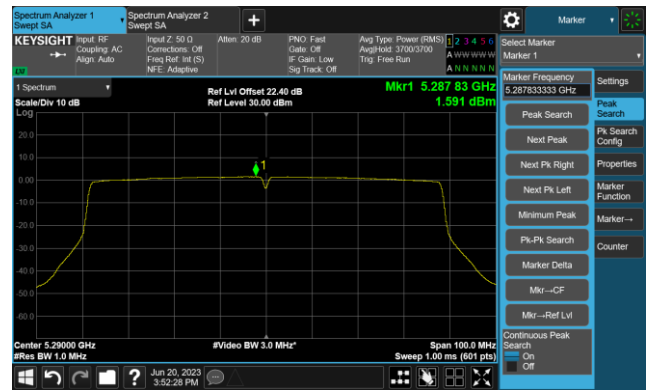 Spectrum Analyzer 1
Swept SA
Spectrum Analyzer 2
Swept SA
Marker
KEYSIGHT
Input: RF
Coupling: AC
Align: Auto
Input Z: 50 Ω
Corrections: Off
Freq Ref: Int (S)
NFE: Adaptive
Atten: 20 dB
PNO: Fast
Gate: Off
IF Gain: Low
Sig Track: Off
Avg Type: Power (RMS)
Avg|Hold: 3700/3700
Trig: Free Run
1 2 3 4 5 6
A W W W W W
A N N N N N
Select Marker
Marker 1
LU
1 Spectrum
Scale/Div 10 dB
Log
Ref Lvl Offset 22.40 dB
Ref Level 30.00 dBm
Mkr1 5.287 83 GHz
1.591 dBm
20.0
10.0
0.00
-10.0
-20.0
-30.0
-40.0
-50.0
-60.0
1
Center 5.29000 GHz
#Res BW 1.0 MHz
#Video BW 3.0 MHz*
Span 100.0 MHz
Sweep 1.00 ms (601 pts)
Marker Frequency
5.287833333 GHz
Peak Search
Next Peak
Next Pk Right
Next Pk Left
Minimum Peak
Pk-Pk Search
Marker Delta
Mkr→CF
Mkr→Ref Lvl
Continuous Peak
Search
On
Off
Settings
Peak
Search
Pk Search
Config
Properties
Marker
Function
Marker→
Counter
?
Jun 20, 2023
3:52:28 PM